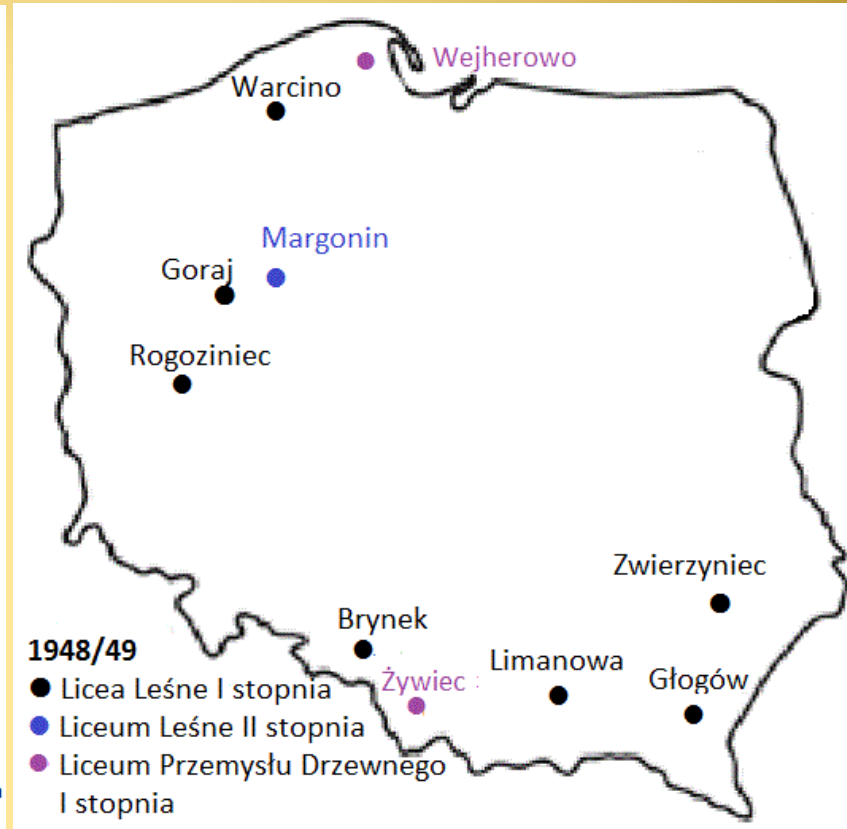 Wejherowo
Warcino
Margonin
Goraj
Rogoziniec
Zwierzyniec
Brynek
Limanowa
Głogów
Żywiec :
1948/49
Licea Leśne I stopnia
Liceum Leśne II stopnia
Liceum Przemysłu Drzewnego
I stopnia